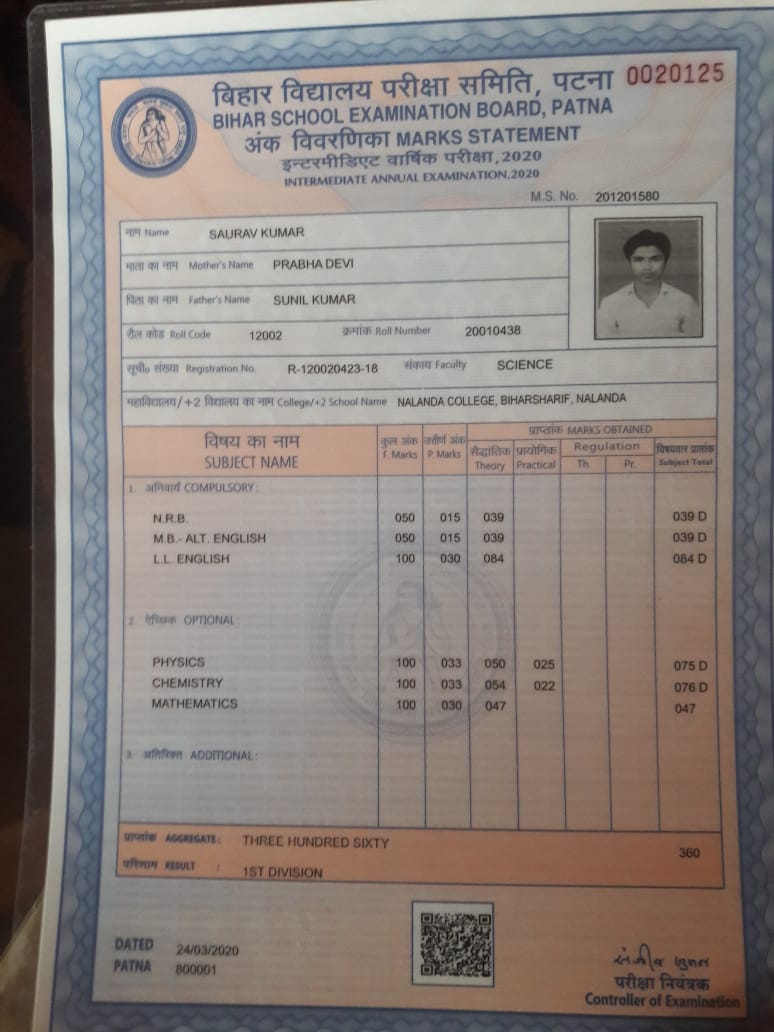 बिहार विद्यालय परीक्षा समिति, पटना 0020125
BIHAR SCHOOL EXAMINATION BOARD, PATNA
अंक विवरणिका MARKS STATEMENT
इन्टरमीडिएट वार्षिक परीक्षा, 2020
INTERMEDIATE ANNUAL EXAMINATION, 2020
M.S. No. 201201580
नाम Name SAURAV KUMAR
माता का नाम Mother's Name PRABHA DEVI
पिता का नाम Father's Name SUNIL KUMAR
रौल कोड Roll Code 12002 क्रमांक Roll Number 20010438
सूची० संख्या Registration No. R-120020423-18 संकाय Faculty SCIENCE
महाविद्यालय/+2 विद्यालय का नाम College/+2 School Name NALANDA COLLEGE, BIHARSHARIF, NALANDA
विषय का नाम कुल अंक उत्तीर्ण अंक प्राप्तांक MARKS OBTAINED
SUBJECT NAME F. Marks P. Marks सैद्धांतिक प्रायोगिक Regulation विषयवार प्राप्तांक
Theory Practical Th. Pr. Subject Total
1. अनिवार्य COMPULSORY :
N.R.B. 050 015 039 039 D
M.B.- ALT. ENGLISH 050 015 039 039 D
L.L. ENGLISH 100 030 084 084 D
2. ऐच्छिक OPTIONAL :
PHYSICS 100 033 050 025 075 D
CHEMISTRY 100 033 054 022 076 D
MATHEMATICS 100 030 047 047
3. अतिरिक्त ADDITIONAL :
प्राप्तांक AGGREGATE : THREE HUNDRED SIXTY 360
परिणाम RESULT : 1ST DIVISION
DATED 24/03/2020
PATNA 800001
परीक्षा नियंत्रक
Controller of Examination